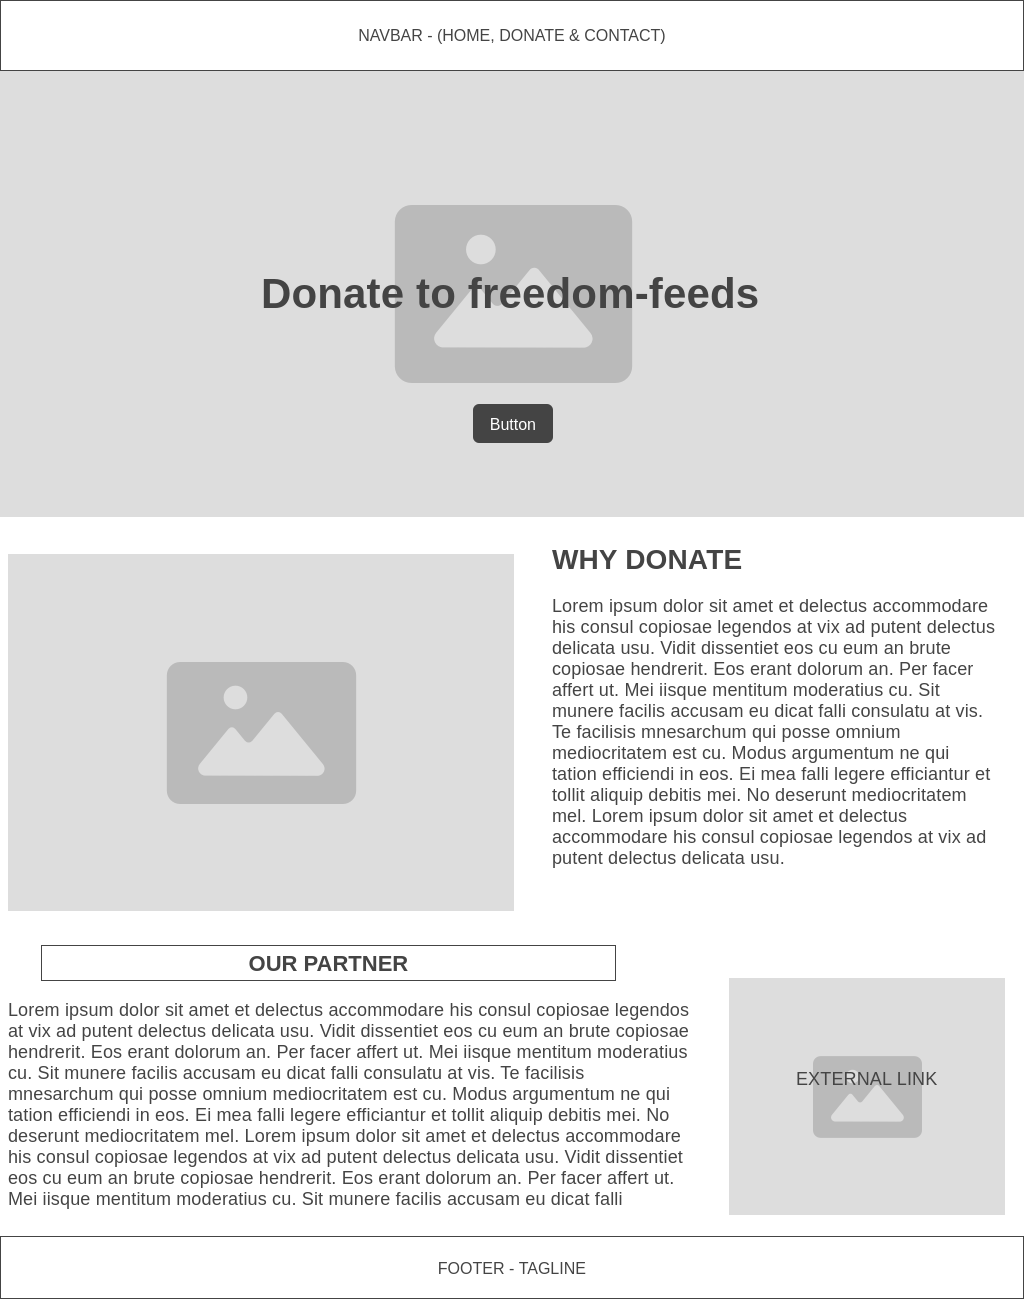 NAVBAR - (HOME, DONATE & CONTACT)
Donate to freedom-feeds
Button
WHY DONATE
Lorem ipsum dolor sit amet et delectus accommodare
his consul copiosae legendos at vix ad putent delectus
delicata usu. Vidit dissentiet eos cu eum an brute
copiosae hendrerit. Eos erant dolorum an. Per facer
affert ut. Mei iisque mentitum moderatius cu. Sit
munere facilis accusam eu dicat falli consulatu at vis.
Te facilisis mnesarchum qui posse omnium
mediocritatem est cu. Modus argumentum ne qui
tation efficiendi in eos. Ei mea falli legere efficiantur et
tollit aliquip debitis mei. No deserunt mediocritatem
mel. Lorem ipsum dolor sit amet et delectus
accommodare his consul copiosae legendos at vix ad
putent delectus delicata usu.
OUR PARTNER
Lorem ipsum dolor sit amet et delectus accommodare his consul copiosae legendos
at vix ad putent delectus delicata usu. Vidit dissentiet eos cu eum an brute copiosae
hendrerit. Eos erant dolorum an. Per facer affert ut. Mei iisque mentitum moderatius
cu. Sit munere facilis accusam eu dicat falli consulatu at vis. Te facilisis
mnesarchum qui posse omnium mediocritatem est cu. Modus argumentum ne qui
tation efficiendi in eos. Ei mea falli legere efficiantur et tollit aliquip debitis mei. No
deserunt mediocritatem mel. Lorem ipsum dolor sit amet et delectus accommodare
his consul copiosae legendos at vix ad putent delectus delicata usu. Vidit dissentiet
eos cu eum an brute copiosae hendrerit. Eos erant dolorum an. Per facer affert ut.
Mei iisque mentitum moderatius cu. Sit munere facilis accusam eu dicat falli
EXTERNAL LINK
FOOTER - TAGLINE